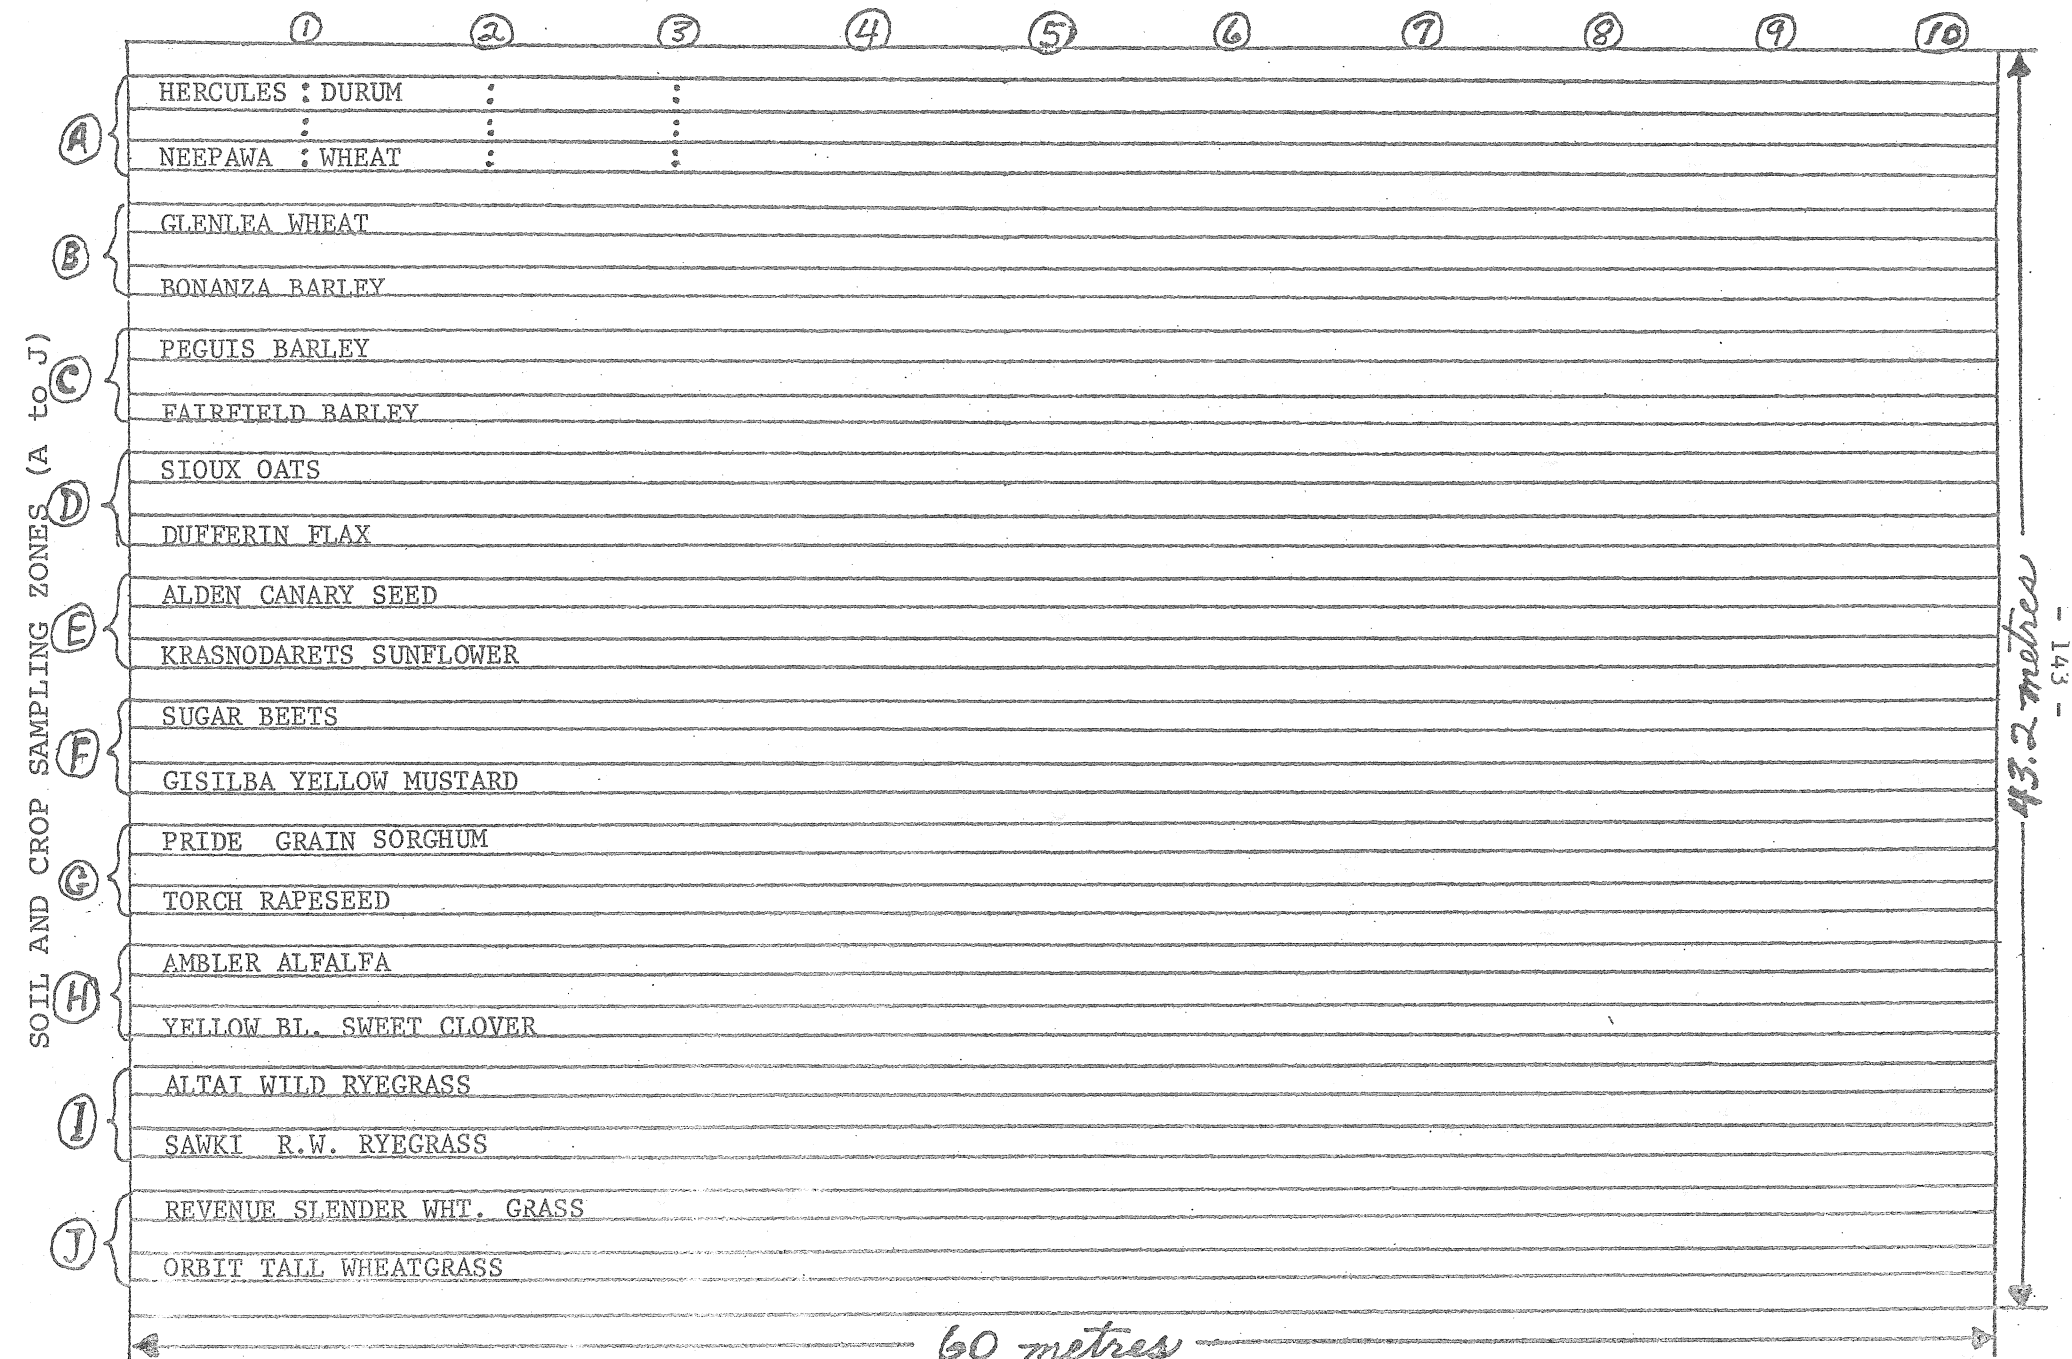 1 2 3 4 5 6 7 8 9 10
SOIL AND CROP SAMPLING ZONES (A to J)
A
HERCULES DURUM
NEEPAWA WHEAT
B
GLENLEA WHEAT
BONANZA BARLEY
C
PEGUIS BARLEY
FAIRFIELD BARLEY
D
SIOUX OATS
DUFFERIN FLAX
E
ALDEN CANARY SEED
KRASNODARETS SUNFLOWER
F
SUGAR BEETS
GISILBA YELLOW MUSTARD
G
PRIDE GRAIN SORGHUM
TORCH RAPESEED
H
AMBLER ALFALFA
YELLOW BL. SWEET CLOVER
I
ALTAI WILD RYEGRASS
SAWKI R.W. RYEGRASS
J
REVENUE SLENDER WHT. GRASS
ORBIT TALL WHEATGRASS
43.2 metres
- 143 -
60 metres